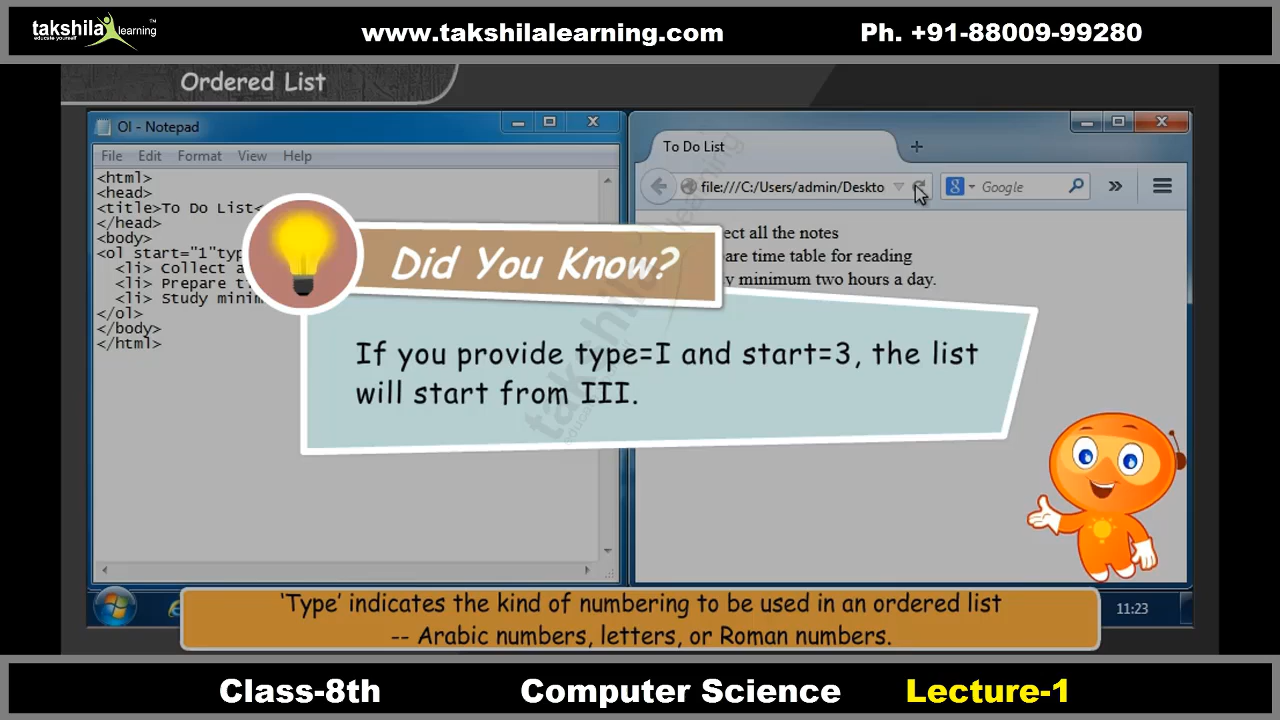 takshila learning
educate yourself
TM
www.takshilalearning.com
Ph. +91-88009-99280
Ordered List
Ol - Notepad
File Edit Format View Help
<html>
<head>
<title>To Do List<
</head>
<body>
<ol start="1"typ
<li> Collect a
<li> Prepare t
<li> Study minim
</ol>
</body>
</html>
To Do List
file:///C:/Users/admin/Deskto
Google
ect all the notes
are time table for reading
y minimum two hours a day.
Did You Know?
If you provide type=I and start=3, the list
will start from III.
'Type' indicates the kind of numbering to be used in an ordered list
-- Arabic numbers, letters, or Roman numbers.
11:23
Class-8th
Computer Science
Lecture-1